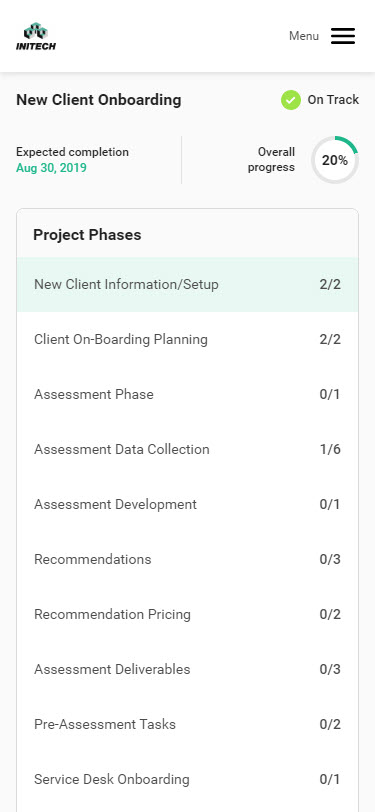 INITECH
Menu
New Client Onboarding
On Track
Expected completion
Aug 30, 2019
Overall
progress
20%
Project Phases
New Client Information/Setup 2/2
Client On-Boarding Planning 2/2
Assessment Phase 0/1
Assessment Data Collection 1/6
Assessment Development 0/1
Recommendations 0/3
Recommendation Pricing 0/2
Assessment Deliverables 0/3
Pre-Assessment Tasks 0/2
Service Desk Onboarding 0/1